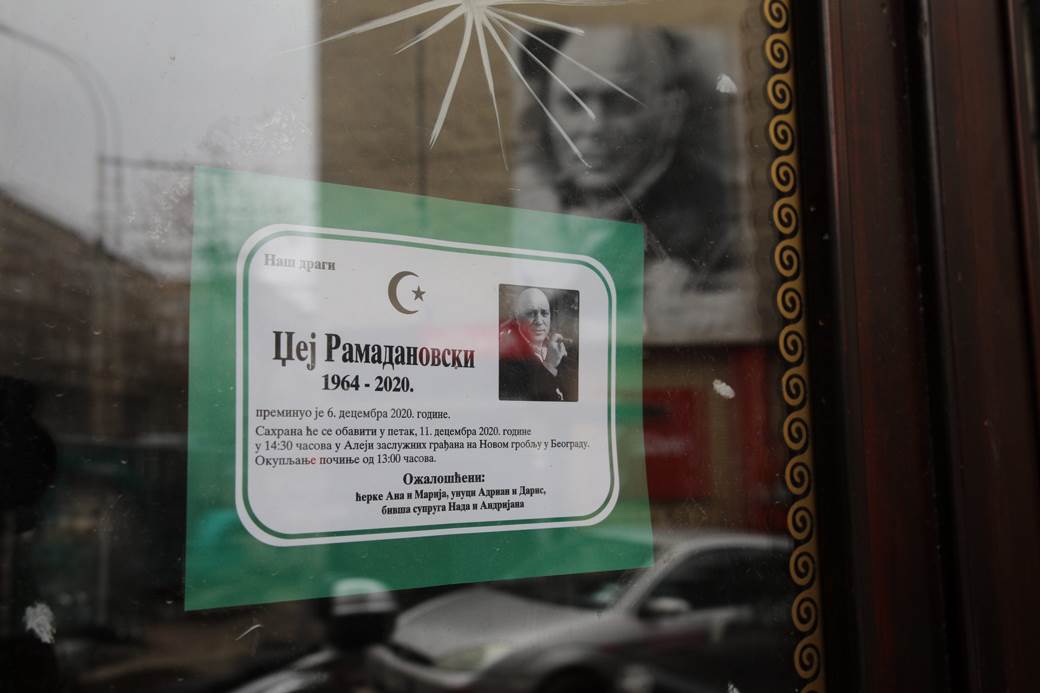 Наш драги
Џеј Рамадановски
1964 - 2020.
преминуо је 6. децембра 2020. године.
Сахрана ће се обавити у петак, 11. децембра 2020. године
у 14:30 часова у Алеји заслужних грађана на Новом гробљу у Београду.
Окупљање почиње од 13:00 часова.
Ожалошћени:
ћерке Ана и Марија, унуци Адриан и Дарис,
бивша супруга Нада и Андријана